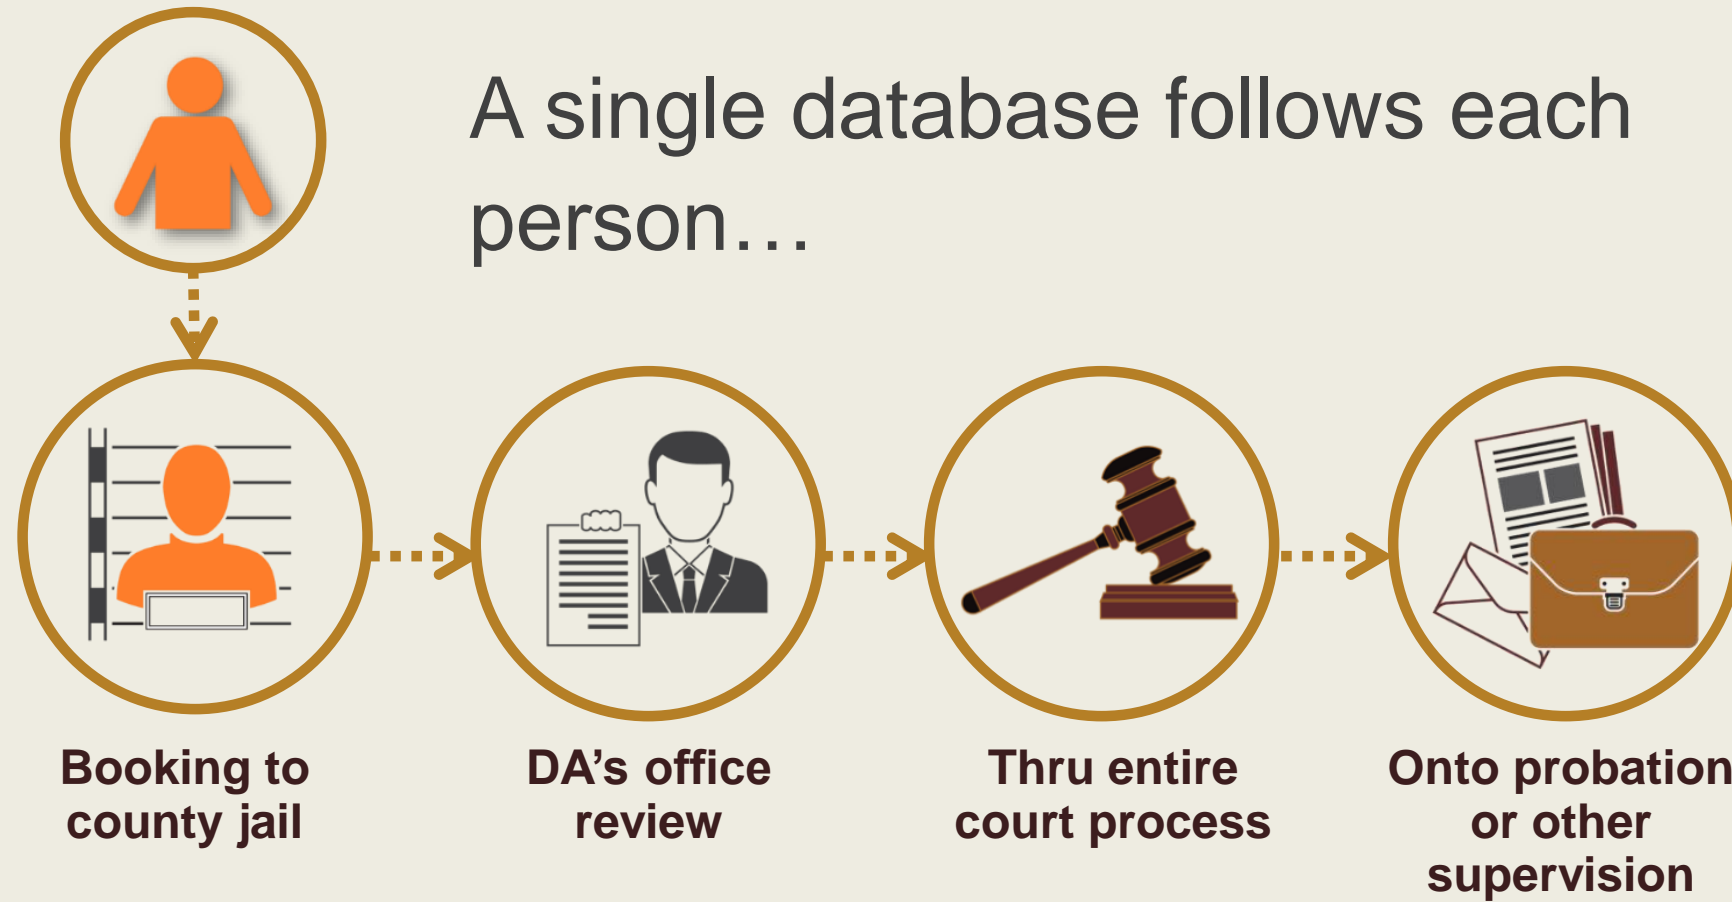 A single database follows each
person…
Booking to
county jail
DA’s office
review
Thru entire
court process
Onto probation
or other
supervision